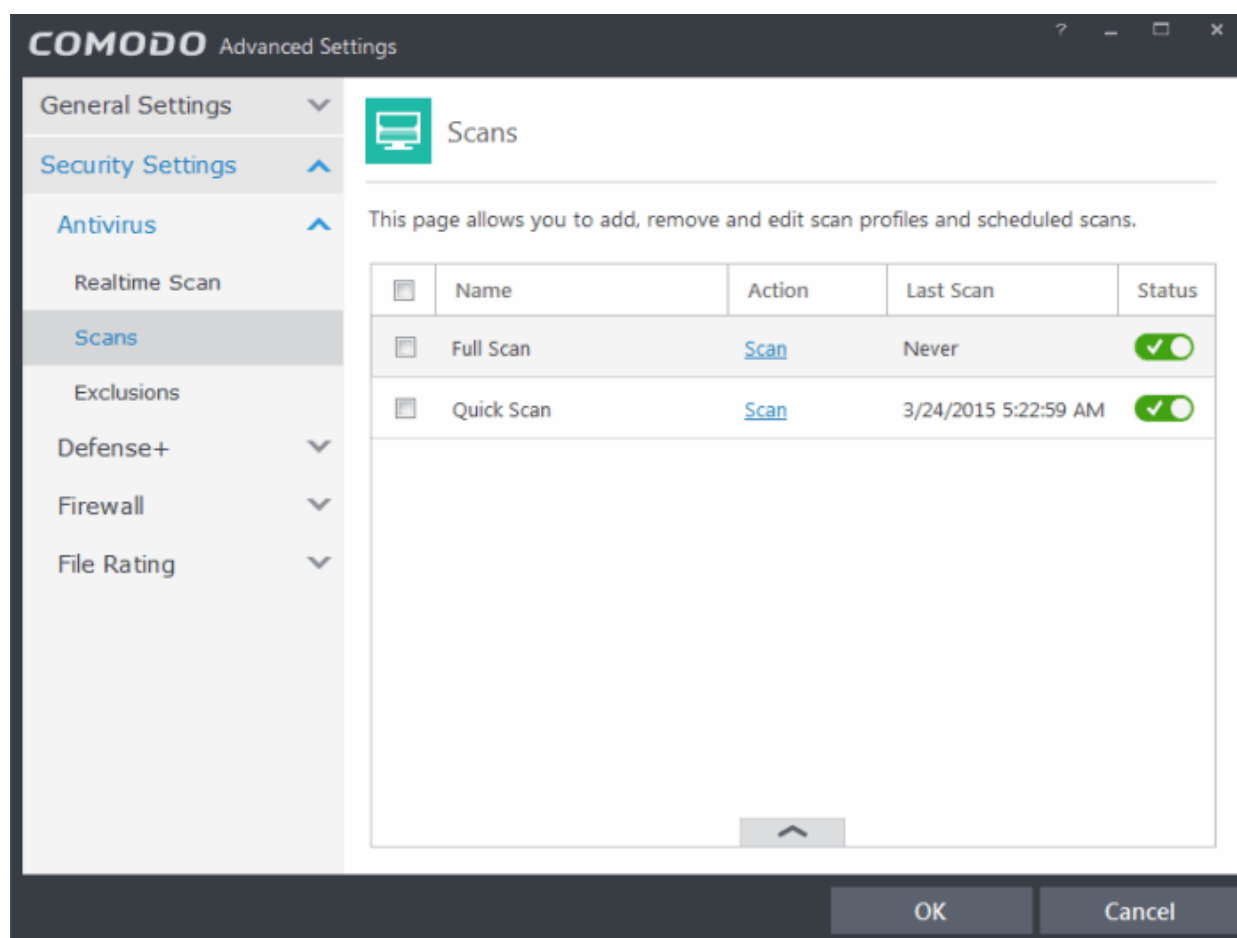 COMODO Advanced Settings
?
General Settings
Security Settings
Antivirus
Realtime Scan
Scans
Exclusions
Defense+
Firewall
File Rating
Scans
This page allows you to add, remove and edit scan profiles and scheduled scans.
Name Action Last Scan Status
Full Scan Scan Never
Quick Scan Scan 3/24/2015 5:22:59 AM
OK Cancel